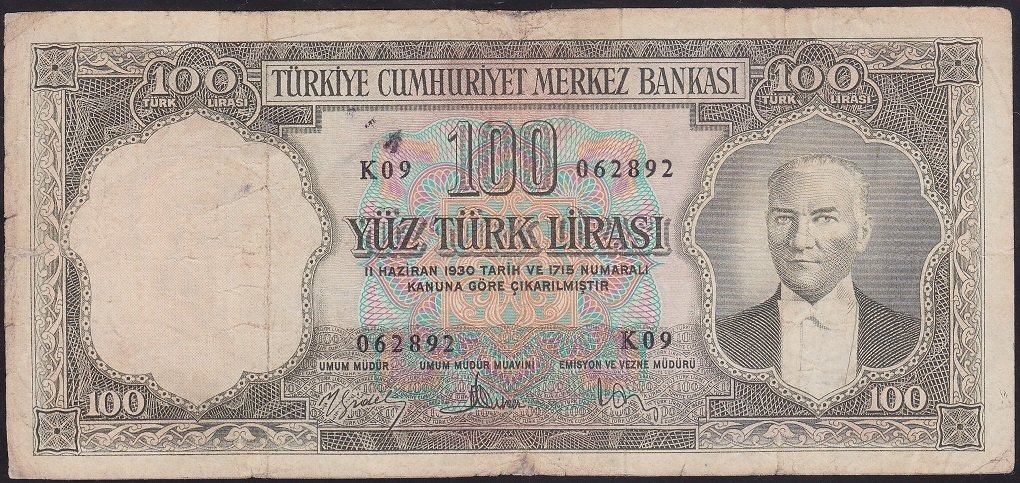 100 TÜRK LİRASI
TÜRKİYE CUMHURİYET MERKEZ BANKASI
100 TÜRK LİRASI
K09 100 062892
YÜZ TÜRK LİRASI
11 HAZİRAN 1930 TARİH VE 1715 NUMARALI
KANUNA GÖRE ÇIKARILMIŞTIR
062892 K09
UMUM MÜDÜR UMUM MÜDÜR MUAVİNİ EMİSYON VE VEZNE MÜDÜRÜ
100 100